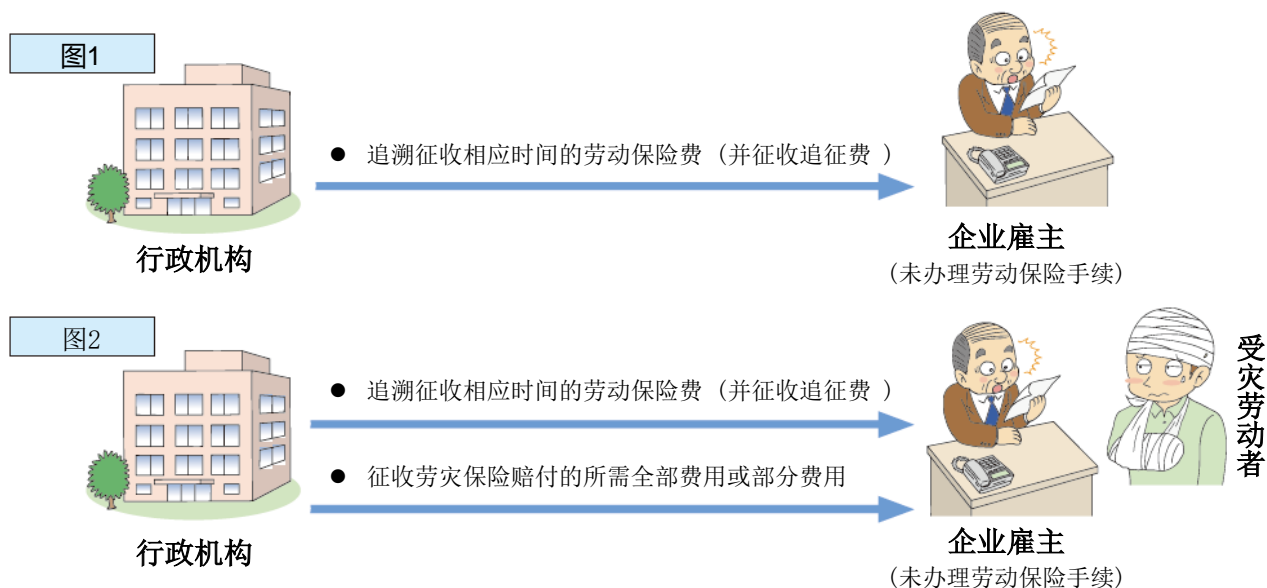 图1
● 追溯征收相应时间的劳动保险费 (并征收追征费 )
行政机构
企业雇主
(未办理劳动保险手续)
图2
● 追溯征收相应时间的劳动保险费 (并征收追征费 )
● 征收劳灾保险赔付的所需全部费用或部分费用
受灾劳动者
行政机构
企业雇主
(未办理劳动保险手续)